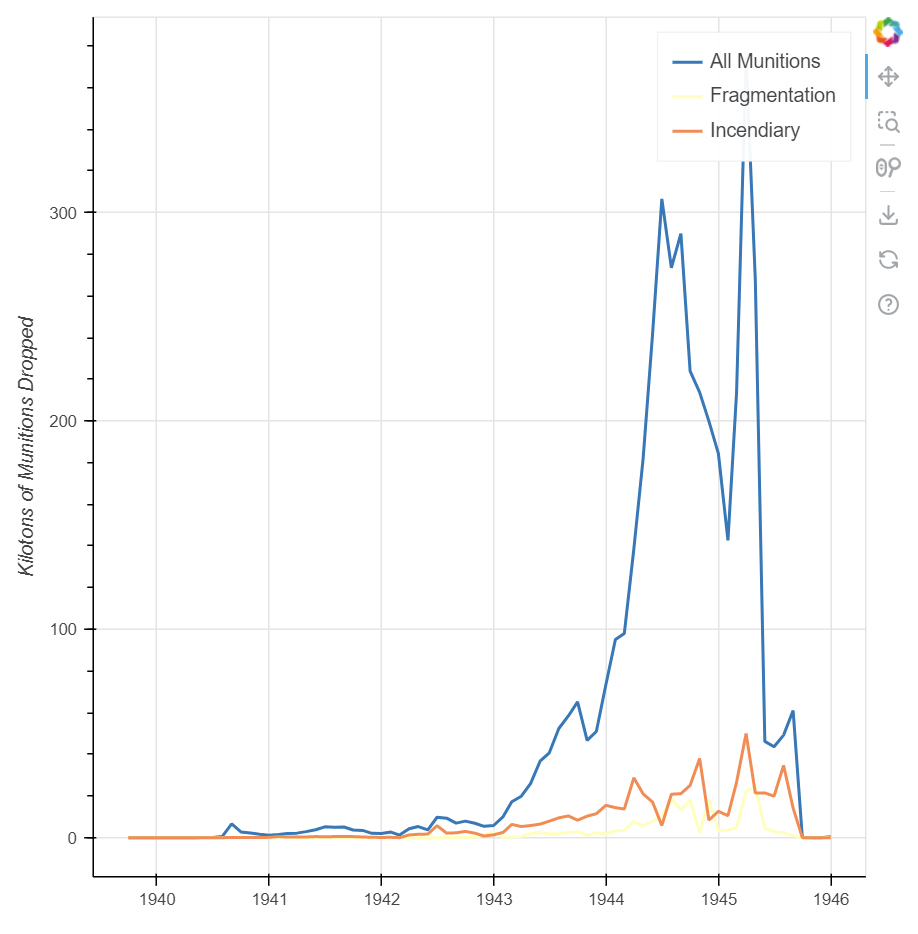 All Munitions
Fragmentation
Incendiary
Kilotons of Munitions Dropped
300
200
100
0
1940 1941 1942 1943 1944 1945 1946